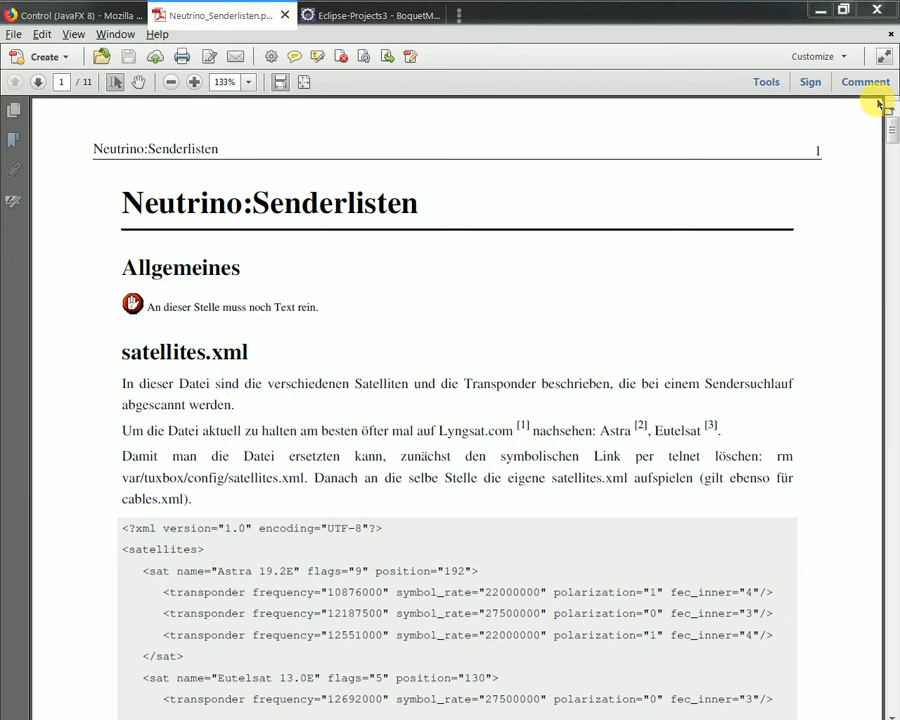 Control (JavaFX 8) - Mozilla ...
Neutrino_Senderlisten.p...
Eclipse-Projects3 - BoquetM...
File Edit View Window Help
Create
Customize
1 / 11
133%
Tools Sign Comment
Neutrino:Senderlisten 1
Neutrino:Senderlisten
Allgemeines
An dieser Stelle muss noch Text rein.
satellites.xml
In dieser Datei sind die verschiedenen Satelliten und die Transponder beschrieben, die bei einem Sendersuchlauf
abgescannt werden.
Um die Datei aktuell zu halten am besten öfter mal auf Lyngsat.com [1] nachsehen: Astra [2], Eutelsat [3].
Damit man die Datei ersetzten kann, zunächst den symbolischen Link per telnet löschen: rm
var/tuxbox/config/satellites.xml. Danach an die selbe Stelle die eigene satellites.xml aufspielen (gilt ebenso für
cables.xml).
<?xml version="1.0" encoding="UTF-8"?>
<satellites>
<sat name="Astra 19.2E" flags="9" position="192">
<transponder frequency="10876000" symbol_rate="22000000" polarization="1" fec_inner="4"/>
<transponder frequency="12187500" symbol_rate="27500000" polarization="0" fec_inner="3"/>
<transponder frequency="12551000" symbol_rate="22000000" polarization="1" fec_inner="4"/>
</sat>
<sat name="Eutelsat 13.0E" flags="5" position="130">
<transponder frequency="12692000" symbol_rate="27500000" polarization="0" fec_inner="3"/>